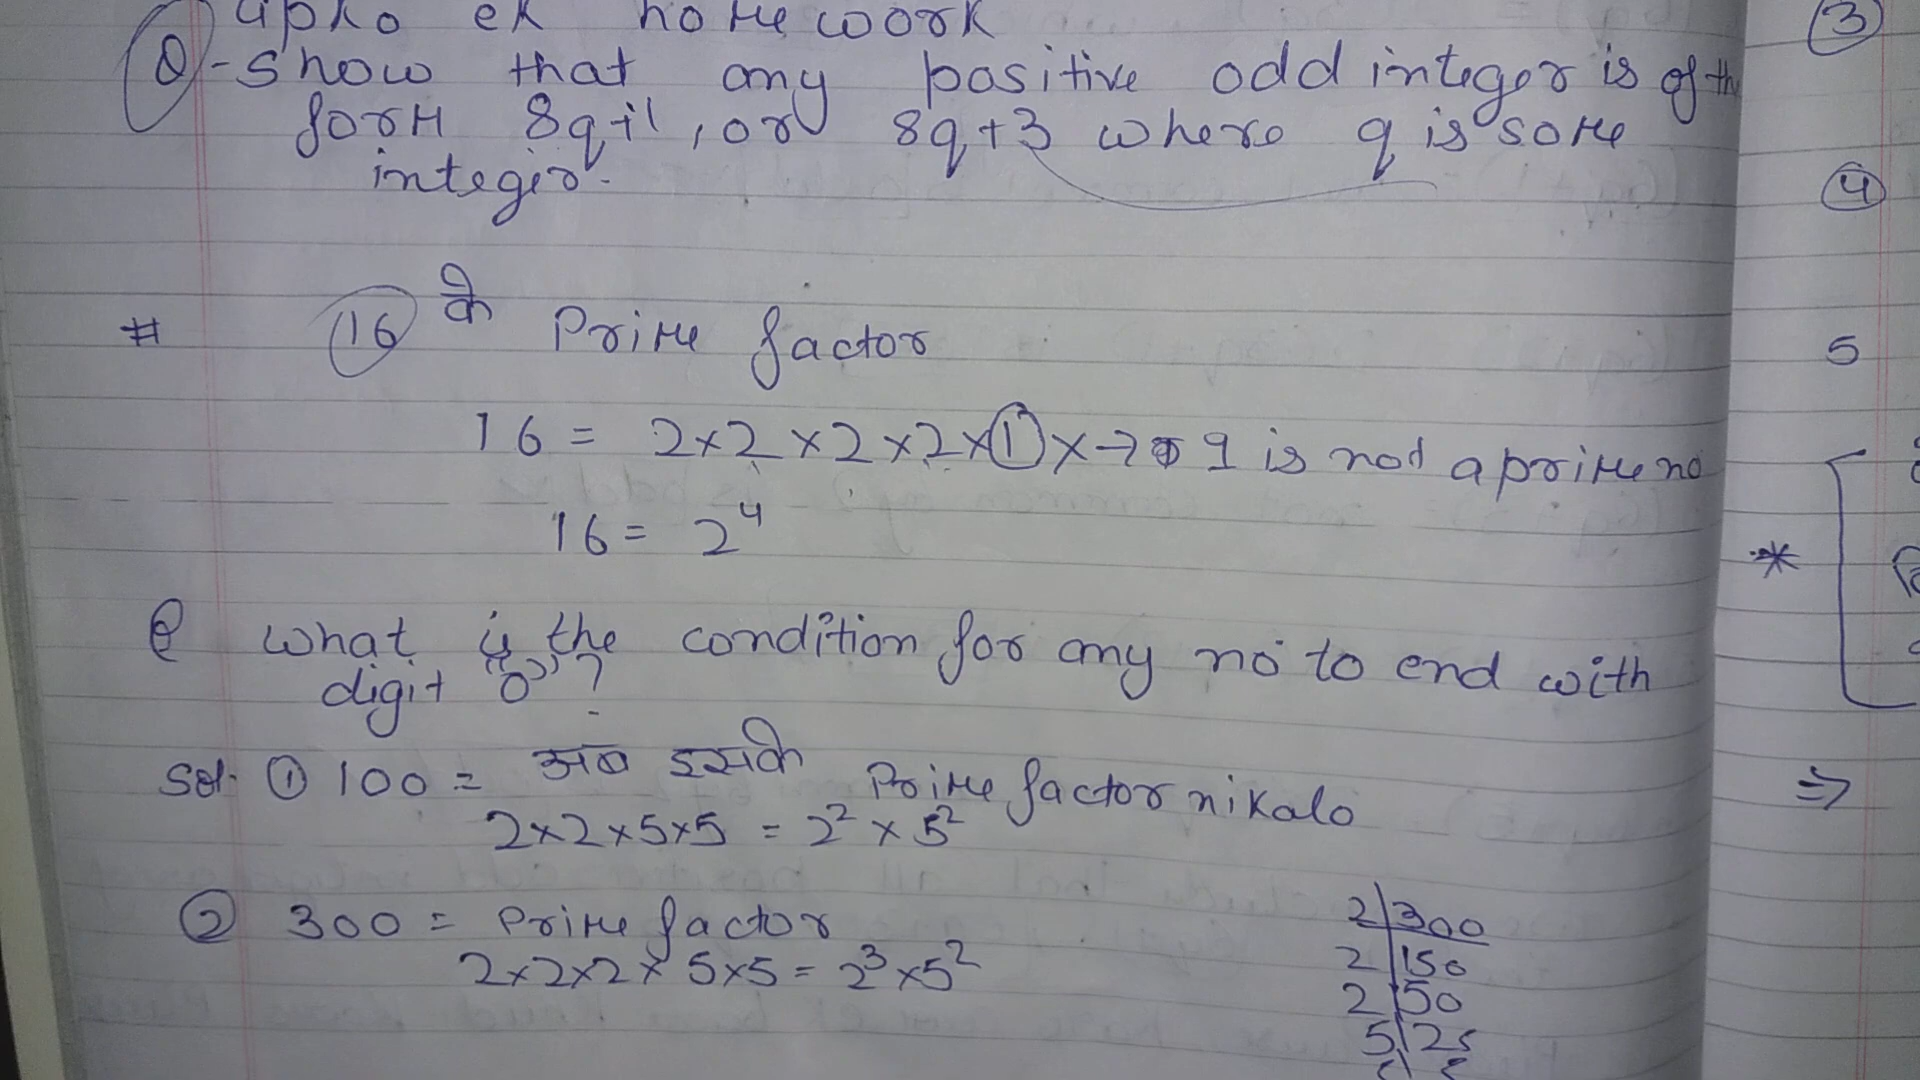 apko ek homework
Q-show that any positive odd integer is of the
form 8q+1, or 8q+3 where q is some
integer.
# 16 के Prime factor
16 = 2×2×2×2×1×→ 1 is not a prime no
16 = 2⁴
Q what is the condition for any no to end with
digit "0"?
Sol. ① 100 = अब इसके Prime factor nikalo
2×2×5×5 = 2² × 5²
② 300 = Prime factor
2×2×2×5×5 = 2³×5²
2|300
2|150
2|50
5|25
3
4
5
*
⇒